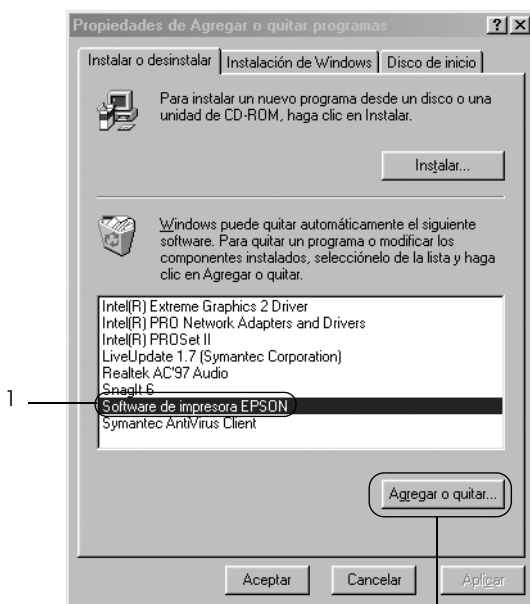 Propiedades de Agregar o quitar programas
Instalar o desinstalar
Instalación de Windows
Disco de inicio
Para instalar un nuevo programa desde un disco o una
unidad de CD-ROM, haga clic en Instalar.
Instalar...
Windows puede quitar automáticamente el siguiente
software. Para quitar un programa o modificar los
componentes instalados, selecciónelo de la lista y haga
clic en Agregar o quitar.
Intel(R) Extreme Graphics 2 Driver
Intel(R) PRO Network Adapters and Drivers
Intel(R) PROSet II
LiveUpdate 1.7 (Symantec Corporation)
Realtek AC'97 Audio
SnagIt 6
1
Software de impresora EPSON
Symantec AntiVirus Client
Agregar o quitar...
Aceptar
Cancelar
Aplicar